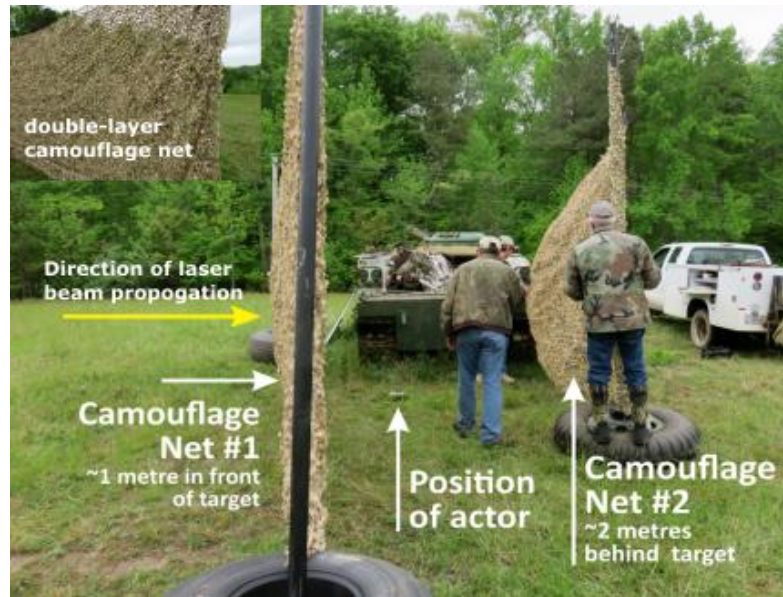 double-layer
camouflage net
Direction of laser
beam propogation
Camouflage
Net #1
~1 metre in front
of target
Position
of actor
Camouflage
Net #2
~2 metres
behind target